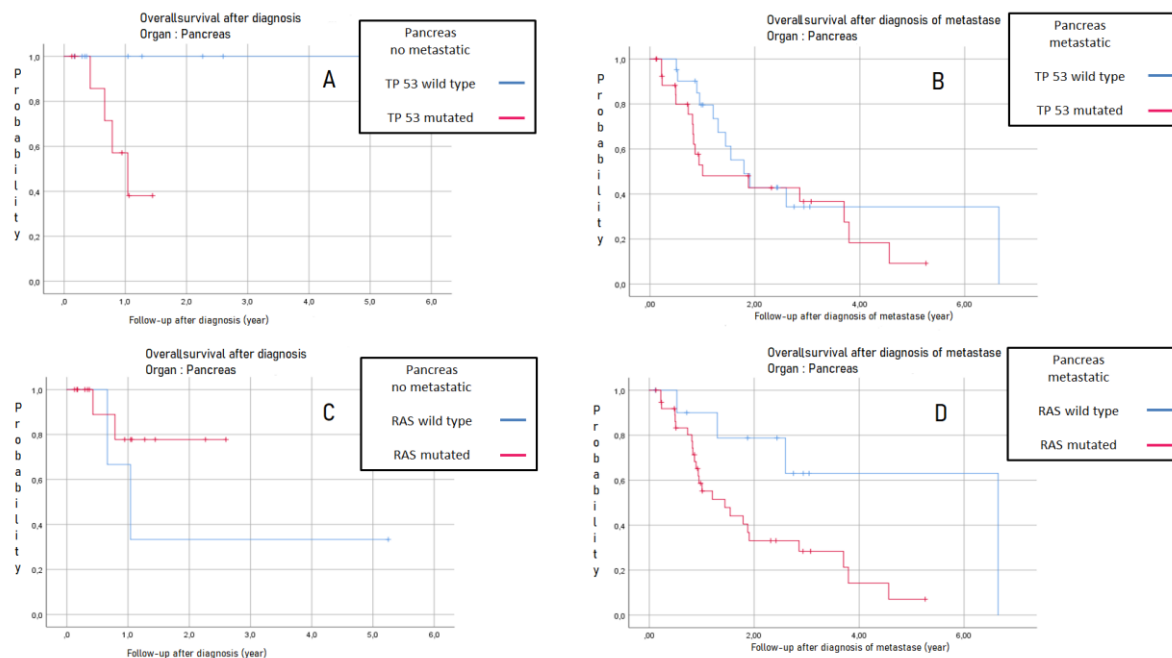 Overallsurvival after diagnosis
Organ : Pancreas
Probability
1,0
0,8
0,6
0,4
0,2
0,0
,0 1,0 2,0 3,0 4,0 5,0 6,0
Follow-up after diagnosis (year)
A
Pancreas
no metastatic
TP 53 wild type
TP 53 mutated
Overallsurvival after diagnosis of metastase
Organ : Pancreas
Probability
1,0
0,8
0,6
0,4
0,2
0,0
,00 2,00 4,00 6,00
Follow-up after diagnosis of metastase (year)
B
Pancreas
metastatic
TP 53 wild type
TP 53 mutated
Overallsurvival after diagnosis
Organ : Pancreas
Probability
1,0
0,8
0,6
0,4
0,2
0,0
,0 1,0 2,0 3,0 4,0 5,0 6,0
Follow-up after diagnosis (year)
C
Pancreas
no metastatic
RAS wild type
RAS mutated
Overallsurvival after diagnosis of metastase
Organ : Pancreas
Probability
1,0
0,8
0,6
0,4
0,2
0,0
,00 2,00 4,00 6,00
Follow-up after diagnosis of metastase (year)
D
Pancreas
metastatic
RAS wild type
RAS mutated